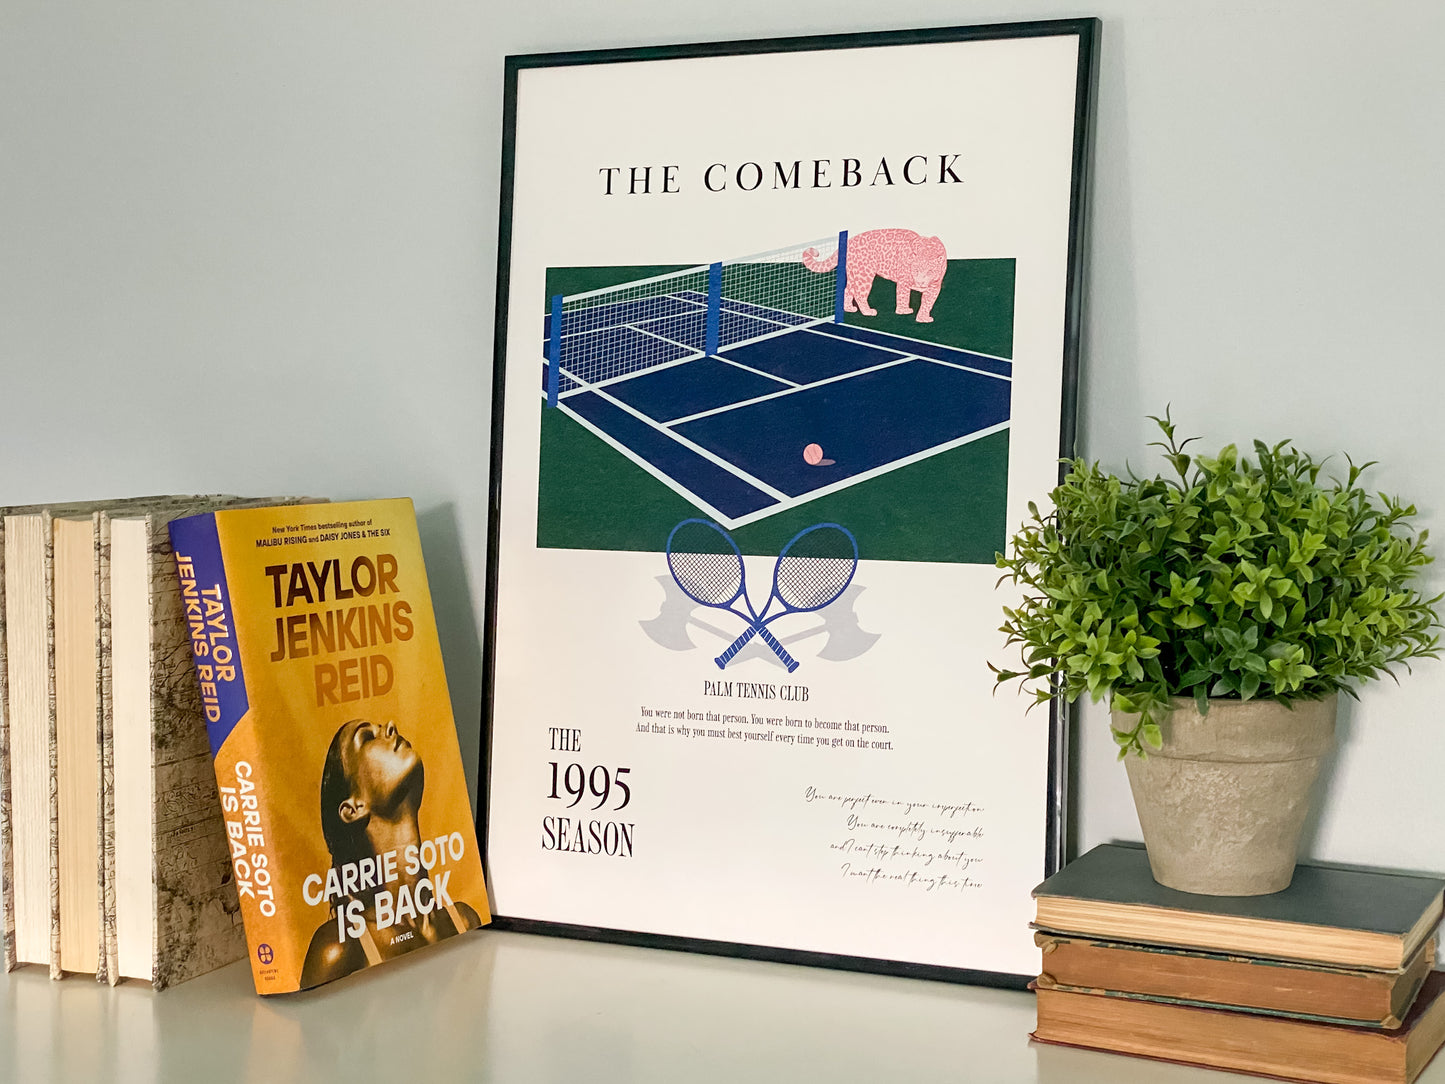 TAYLOR
JENKINS REID
CARRIE SOTO
IS BACK
New York Times bestselling author of
MALIBU RISING and DAISY JONES & THE SIX
TAYLOR
JENKINS
REID
CARRIE SOTO
IS BACK
A NOVEL
THE COMEBACK
PALM TENNIS CLUB
You were not born that person. You were born to become that person.
And that is why you must best yourself every time you get on the court.
THE
1995
SEASON
You are perfect even in your imperfection
You are completely insufferable
and I can't stop thinking about you
I want the real thing this time